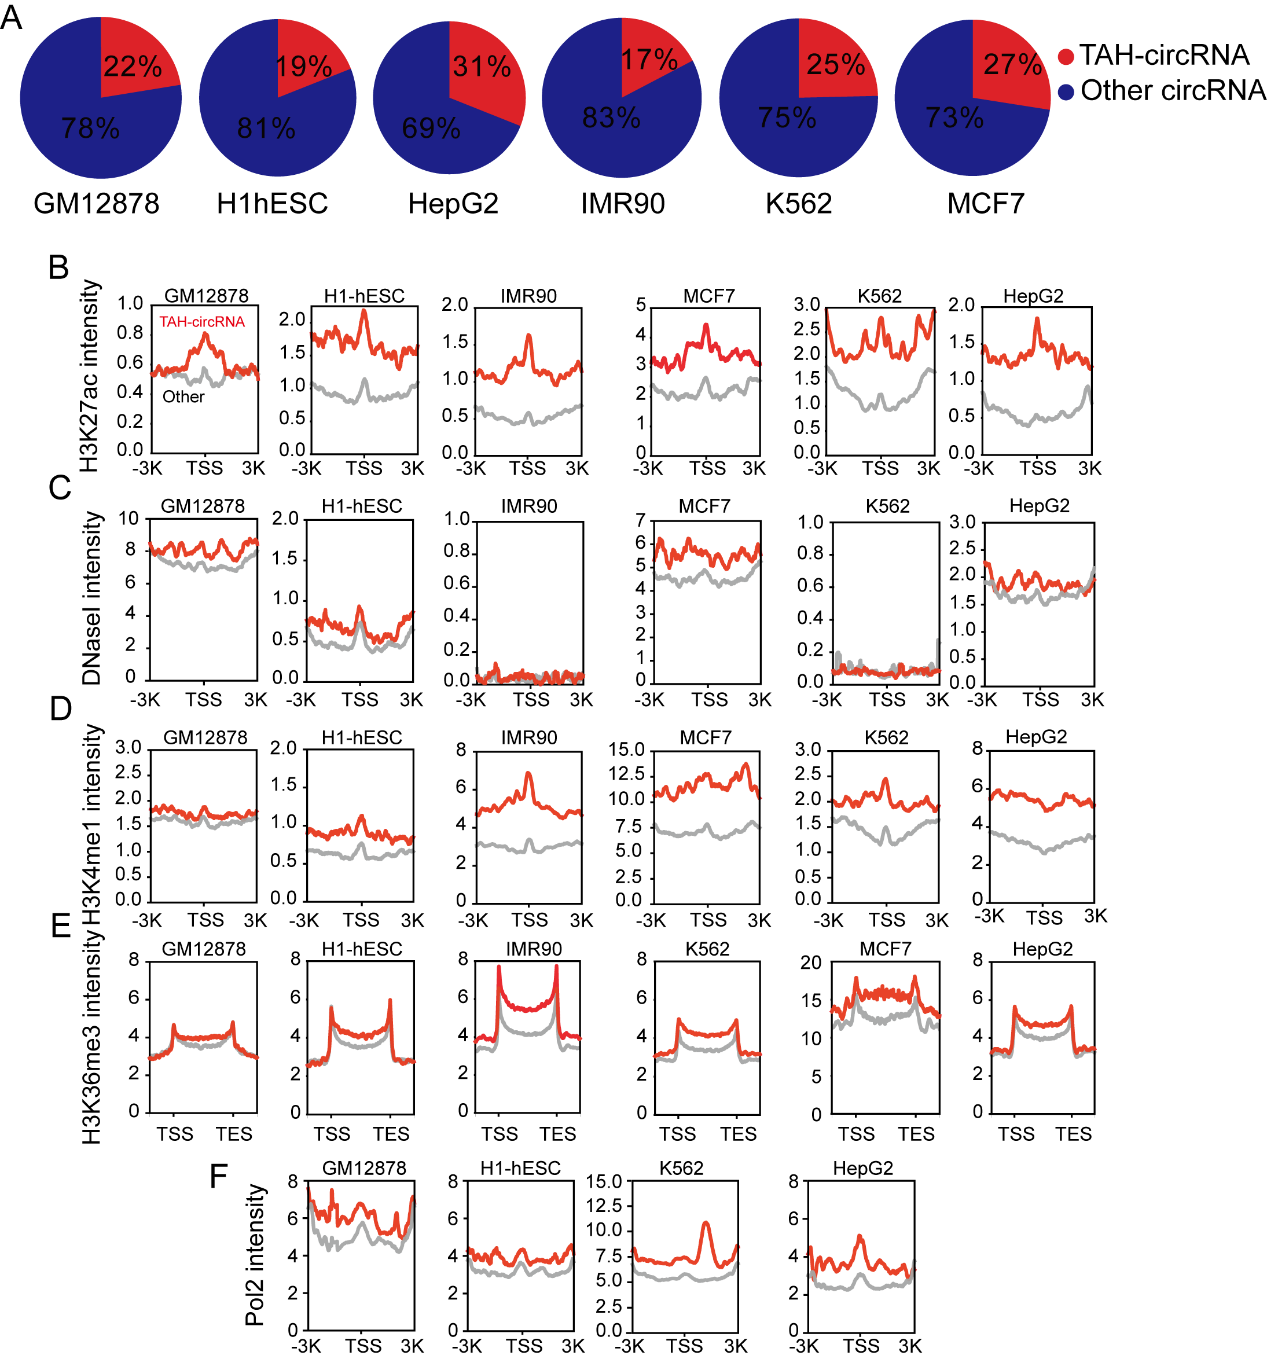 A
22%
78%
19%
81%
31%
69%
17%
83%
25%
75%
27%
73%
TAH-circRNA
Other circRNA
GM12878
H1hESC
HepG2
IMR90
K562
MCF7
B
H3K27ac intensity
GM12878
TAH-circRNA
Other
1.0
0.8
0.6
0.4
0.2
0.0
-3K TSS 3K
H1-hESC
2.0
1.5
1.0
0.5
0.0
-3K TSS 3K
IMR90
2.0
1.5
1.0
0.5
0.0
-3K TSS 3K
MCF7
5
4
3
2
1
0
-3K TSS 3K
K562
3.0
2.5
2.0
1.5
1.0
0.5
0.0
-3K TSS 3K
HepG2
2.0
1.5
1.0
0.5
0.0
-3K TSS 3K
C
DNaseI intensity
GM12878
10
8
6
4
2
0
-3K TSS 3K
H1-hESC
2.0
1.5
1.0
0.5
0.0
-3K TSS 3K
IMR90
1.0
0.8
0.6
0.4
0.2
0.0
-3K TSS 3K
MCF7
7
6
5
4
3
2
1
0
-3K TSS 3K
K562
1.0
0.8
0.6
0.4
0.2
0.0
-3K TSS 3K
HepG2
3.0
2.5
2.0
1.5
1.0
0.5
0.0
-3K TSS 3K
D
H3K4me1 intensity
GM12878
3.0
2.5
2.0
1.5
1.0
0.5
0.0
-3K TSS 3K
H1-hESC
2.0
1.5
1.0
0.5
0.0
-3K TSS 3K
IMR90
8
6
4
2
0
-3K TSS 3K
MCF7
15.0
12.5
10.0
7.5
5.0
2.5
0.0
-3K TSS 3K
K562
3.0
2.5
2.0
1.5
1.0
0.5
0.0
-3K TSS 3K
HepG2
8
6
4
2
0
-3K TSS 3K
E
H3K36me3 intensity
GM12878
8
6
4
2
0
TSS TES
H1-hESC
8
6
4
2
0
TSS TES
IMR90
8
6
4
2
0
TSS TES
K562
8
6
4
2
0
TSS TES
MCF7
20
15
10
5
0
TSS TES
HepG2
8
6
4
2
0
TSS TES
F
Pol2 intensity
GM12878
8
6
4
2
0
-3K TSS 3K
H1-hESC
8
6
4
2
0
-3K TSS 3K
K562
15.0
12.5
10.0
7.5
5.0
2.5
0.0
-3K TSS 3K
HepG2
8
6
4
2
0
-3K TSS 3K